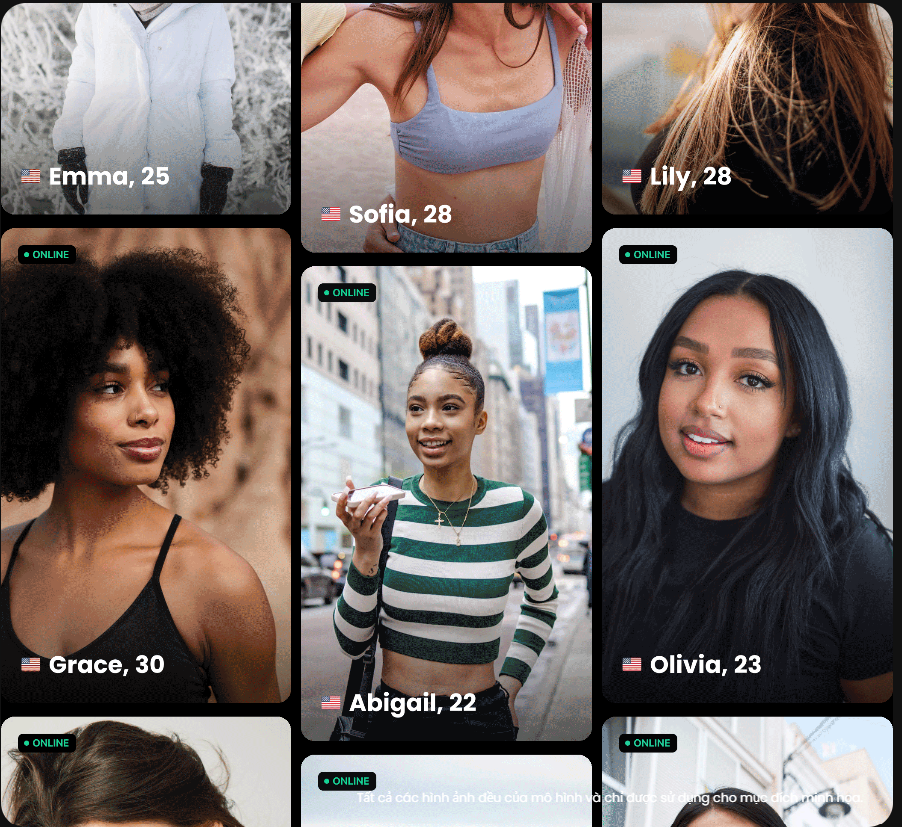 Emma, 25
Sofia, 28
Lily, 28
ONLINE
ONLINE
ONLINE
Grace, 30
Abigail, 22
Olivia, 23
ONLINE
ONLINE
ONLINE
Tất cả các hình ảnh đều của mô hình và chỉ được sử dụng cho mục đích minh họa.